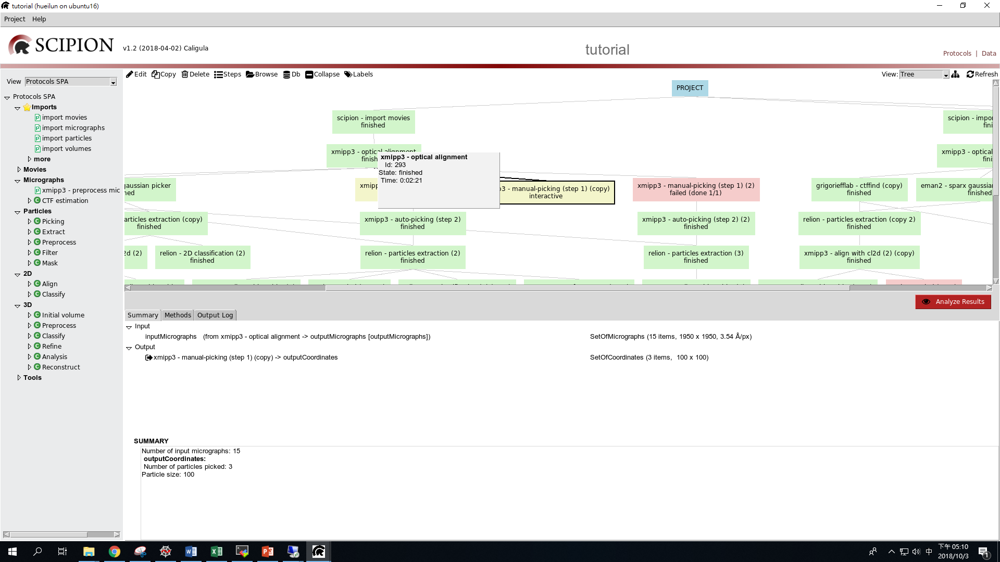 tutorial (hueilun on ubuntu16)
Project Help
SCIPION v1.2 (2018-04-02) Caligula
tutorial
Protocols | Data
View Protocols SPA
Protocols SPA
Imports
import movies
import micrographs
import particles
import volumes
more
Movies
Micrographs
xmipp3 - preprocess mic
CTF estimation
Particles
Picking
Extract
Preprocess
Filter
Mask
2D
Align
Classify
3D
Initial volume
Preprocess
Classify
Refine
Analysis
Reconstruct
Tools
Edit Copy Delete Steps Browse Db Collapse Labels
View: Tree Refresh
PROJECT
scipion - import movies
finished
scipion - impor
fini
xmipp3 - optical alignment
finish
xmipp3 - optical
fini
xmipp3 - optical alignment
Id: 293
State: finished
Time: 0:02:21
gaussian picker
ned
xmipp
p3 - manual-picking (step 1) (copy)
interactive
xmipp3 - manual-picking (step 1) (2)
failed (done 1/1)
grigoriefflab - ctffind (copy)
finished
eman2 - sparx gaussian
finished
articles extraction (copy)
finished
xmipp3 - auto-picking (step 2)
finished
xmipp3 - auto-picking (step 2) (2)
finished
relion - particles extraction (copy 2)
finished
2d (2)
relion - 2D classification (2)
finished
relion - particles extraction (2)
finished
relion - particles extraction (3)
finished
xmipp3 - align with cl2d (2) (copy)
finished
Analyze Results
Summary Methods Output Log
Input
inputMicrographs (from xmipp3 - optical alignment -> outputMicrographs [outputMicrographs]) SetOfMicrographs (15 items, 1950 x 1950, 3.54 Å/px)
Output
xmipp3 - manual-picking (step 1) (copy) -> outputCoordinates SetOfCoordinates (3 items, 100 x 100)
SUMMARY
Number of input micrographs: 15
outputCoordinates:
Number of particles picked: 3
Particle size: 100
中
下午 05:10
2018/10/3
1